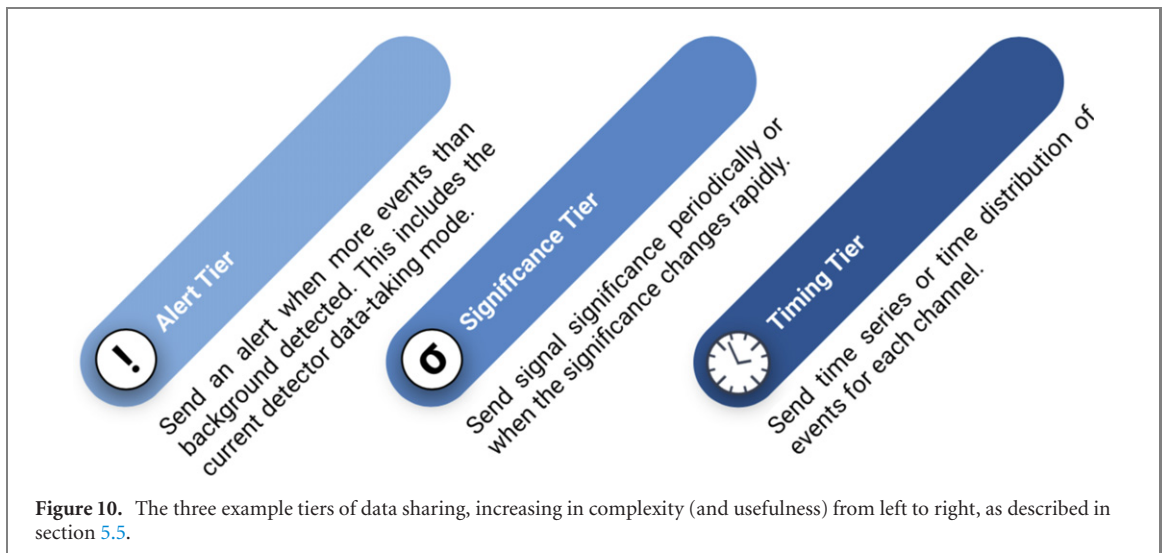 !
Alert Tier
Send an alert when more events than
background detected. This includes the
current detector data-taking mode.
σ
Significance Tier
Send signal significance periodically or
when the significance changes rapidly.
Timing Tier
Send time series or time distribution of
events for each channel.
Figure 10. The three example tiers of data sharing, increasing in complexity (and usefulness) from left to right, as described in
section 5.5.